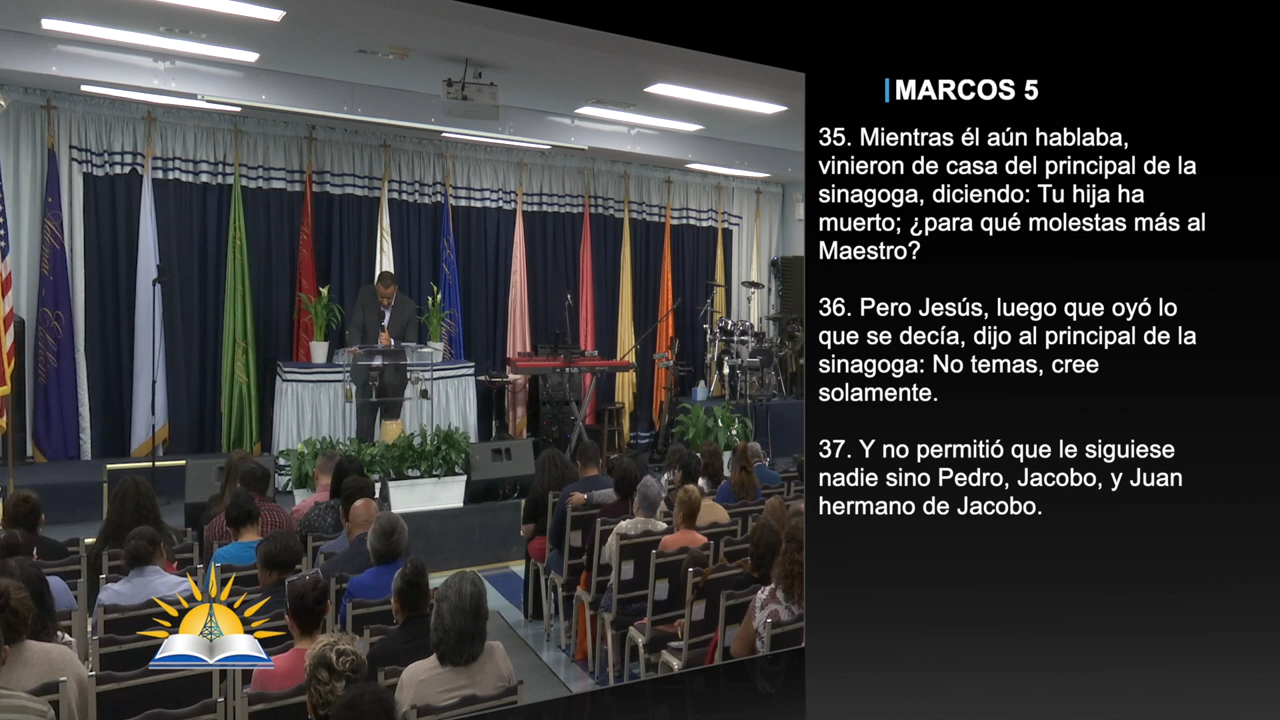 MARCOS 5
35. Mientras él aún hablaba,
vinieron de casa del principal de la
sinagoga, diciendo: Tu hija ha
muerto; ¿para qué molestas más al
Maestro?
36. Pero Jesús, luego que oyó lo
que se decía, dijo al principal de la
sinagoga: No temas, cree
solamente.
37. Y no permitió que le siguiese
nadie sino Pedro, Jacobo, y Juan
hermano de Jacobo.